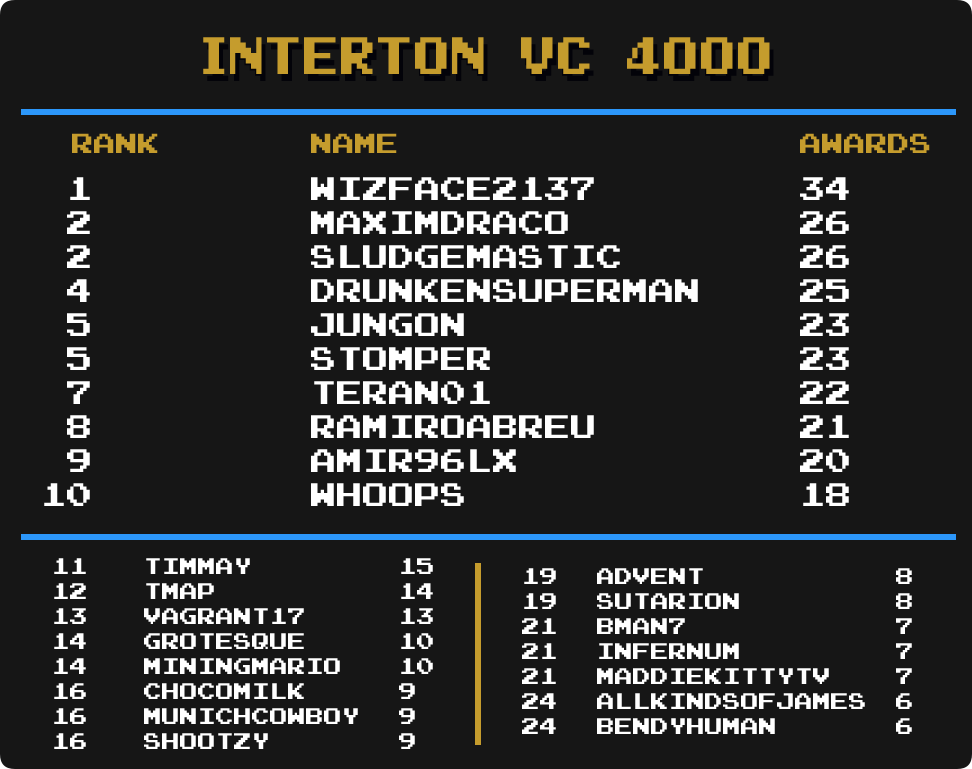 INTERTON VC 4000
RANK NAME AWARDS
1 WIZFACE2137 34
2 MAXIMDRACO 26
2 SLUDGEMASTIC 26
4 DRUNKENSUPERMAN 25
5 JUNGON 23
5 STOMPER 23
7 TERAN01 22
8 RAMIROABREU 21
9 AMIR96LX 20
10 WHOOPS 18
11 TIMMAY 15
12 TMAP 14
13 VAGRANT17 13
14 GROTESQUE 10
14 MININGMARIO 10
16 CHOCOMILK 9
16 MUNICHCOWBOY 9
16 SHOOTZY 9
19 ADVENT 8
19 SUTARION 8
21 BMAN7 7
21 INFERNUM 7
21 MADDIEKITTYTV 7
24 ALLKINDSOFJAMES 6
24 BENDYHUMAN 6